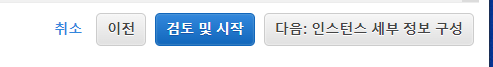 취소 이전 검토 및 시작 다음: 인스턴스 세부 정보 구성